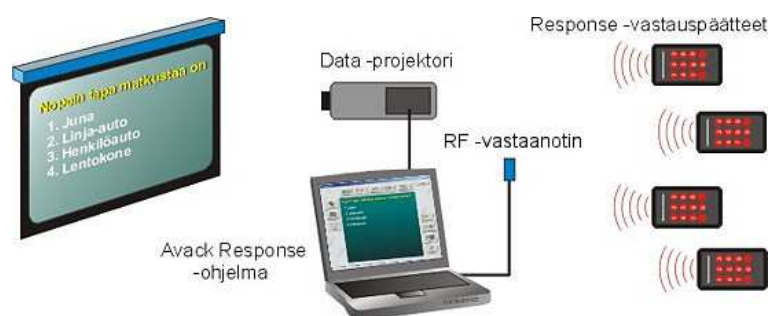 Nopein tapa matkustaa on
1. Juna
2. Linja-auto
3. Henkilöauto
4. Lentokone
Data -projektori
Response -vastauspäätteet
RF -vastaanotin
Avack Response
-ohjelma